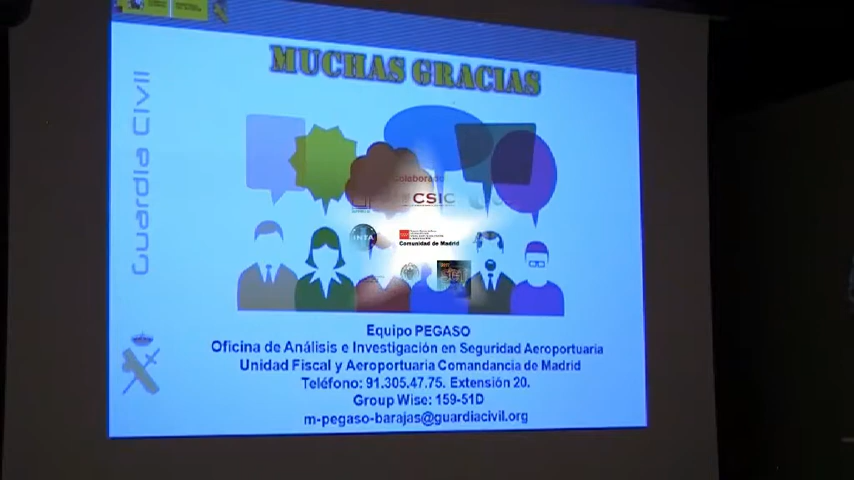 MUCHAS GRACIAS
Guardia Civil
Colaborado
CSIC
INTA
Comunidad de Madrid
Equipo PEGASO
Oficina de Análisis e Investigación en Seguridad Aeroportuaria
Unidad Fiscal y Aeroportuaria Comandancia de Madrid
Teléfono: 91.305.47.75. Extensión 20.
Group Wise: 159-51D
m-pegaso-barajas@guardiacivil.org